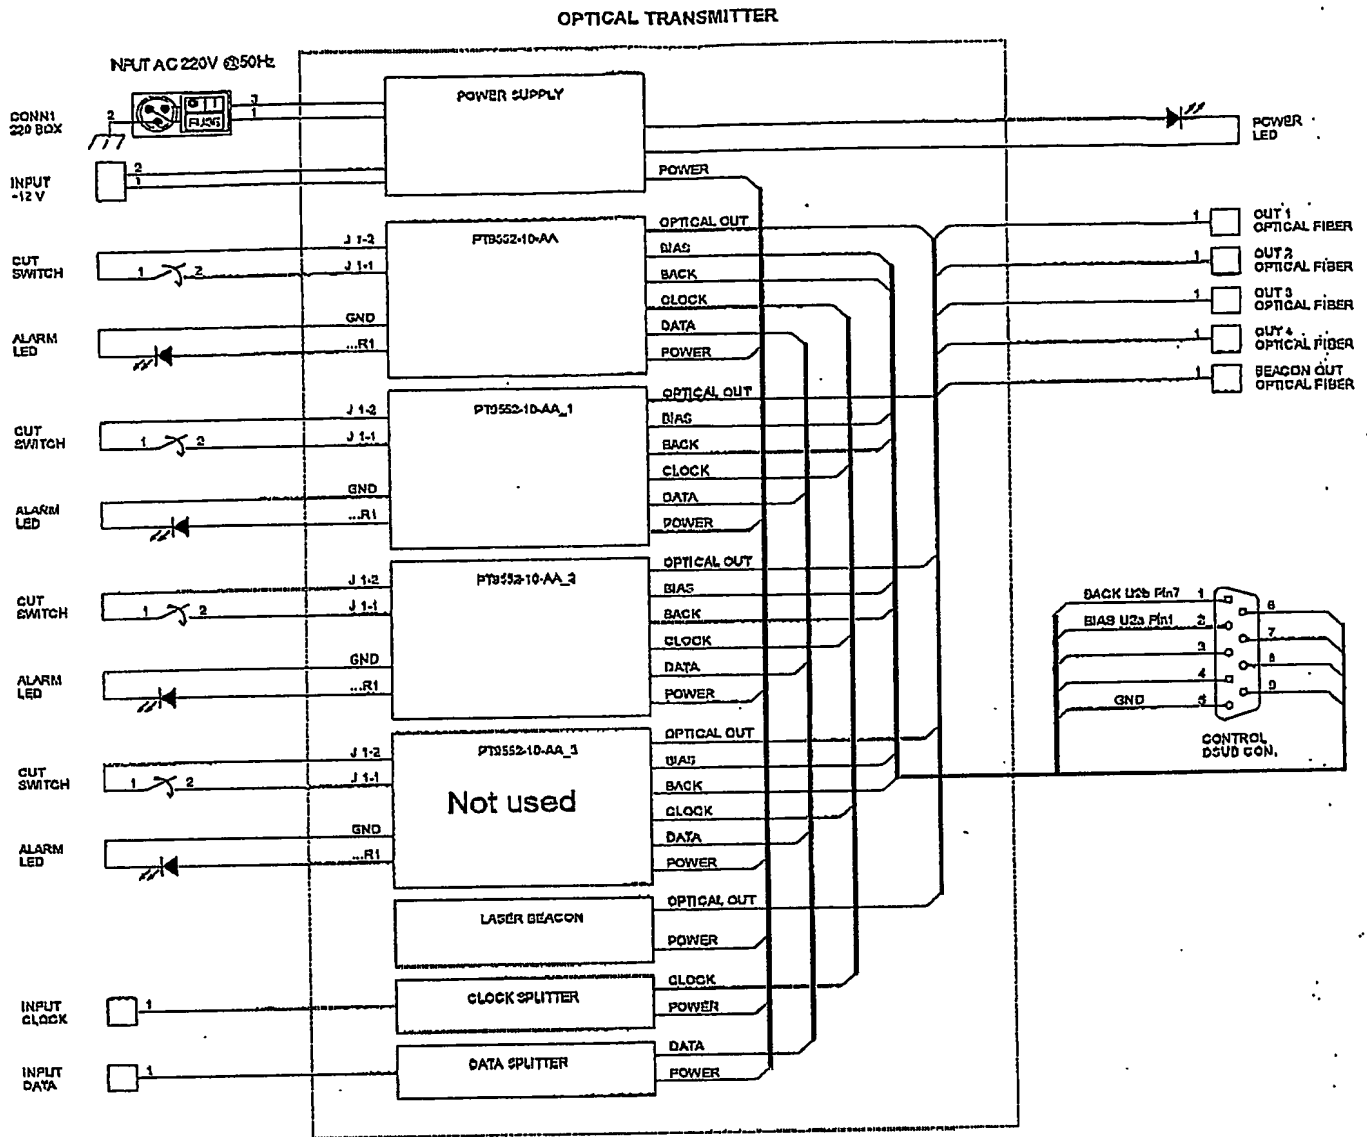 OPTICAL TRANSMITTER
INPUT AC 220V @50Hz
CONN1
220 BOX
2
FUSE
3
1
POWER SUPPLY
POWER
LED
INPUT
-12 V
2
1
POWER
CUT
SWITCH
1 2
J 1-2
J 1-1
PT9552-10-AA
OPTICAL OUT
BIAS
BACK
CLOCK
DATA
POWER
ALARM
LED
GND
...R1
1 OUT 1
OPTICAL FIBER
1 OUT 2
OPTICAL FIBER
1 OUT 3
OPTICAL FIBER
1 OUT 4
OPTICAL FIBER
1 BEACON OUT
OPTICAL FIBER
CUT
SWITCH
1 2
J 1-2
J 1-1
PT9552-10-AA_1
OPTICAL OUT
BIAS
BACK
CLOCK
DATA
POWER
ALARM
LED
GND
...R1
CUT
SWITCH
1 2
J 1-2
J 1-1
PT9552-10-AA_2
OPTICAL OUT
BIAS
BACK
CLOCK
DATA
POWER
ALARM
LED
GND
...R1
BACK U2b Pin7 1
BIAS U2a Pin1 2
3
4
GND 5
6
7
8
9
CONTROL
DSUB CON.
CUT
SWITCH
1 2
J 1-2
J 1-1
PT9552-10-AA_3
Not used
OPTICAL OUT
BIAS
BACK
CLOCK
DATA
POWER
ALARM
LED
GND
...R1
LASER BEACON
OPTICAL OUT
POWER
INPUT
CLOCK
1
CLOCK SPLITTER
CLOCK
POWER
INPUT
DATA
1
DATA SPLITTER
DATA
POWER